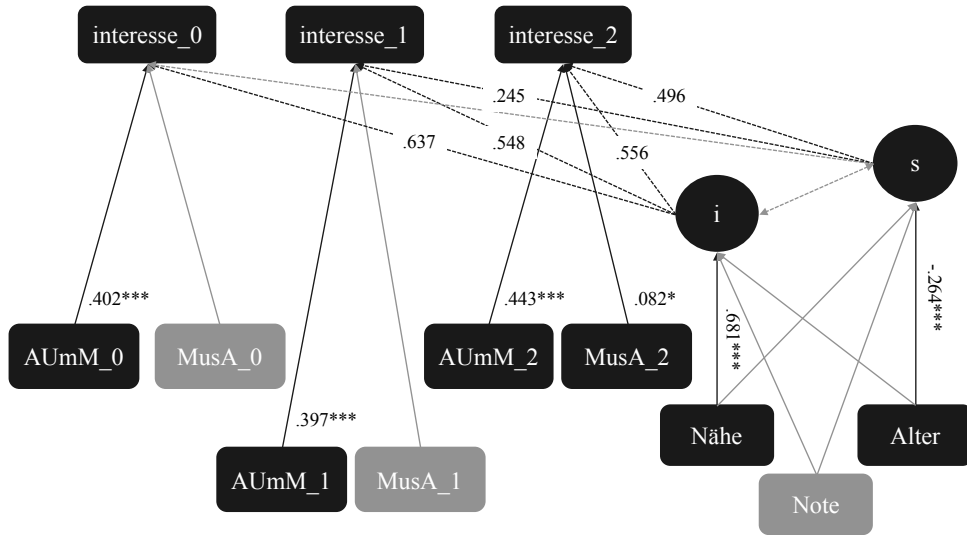 interesse_0
interesse_1
interesse_2
.245
.496
.637
.548
.556
s
i
.402***
.443***
.082*
-.264***
.681***
AUmM_0
MusA_0
AUmM_2
MusA_2
.397***
Nähe
Alter
AUmM_1
MusA_1
Note